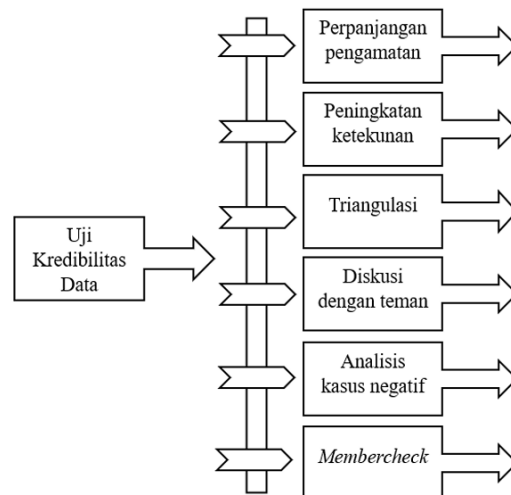 Perpanjangan
pengamatan
Peningkatan
ketekunan
Triangulasi
Uji
Kredibilitas
Data
Diskusi
dengan teman
Analisis
kasus negatif
Membercheck